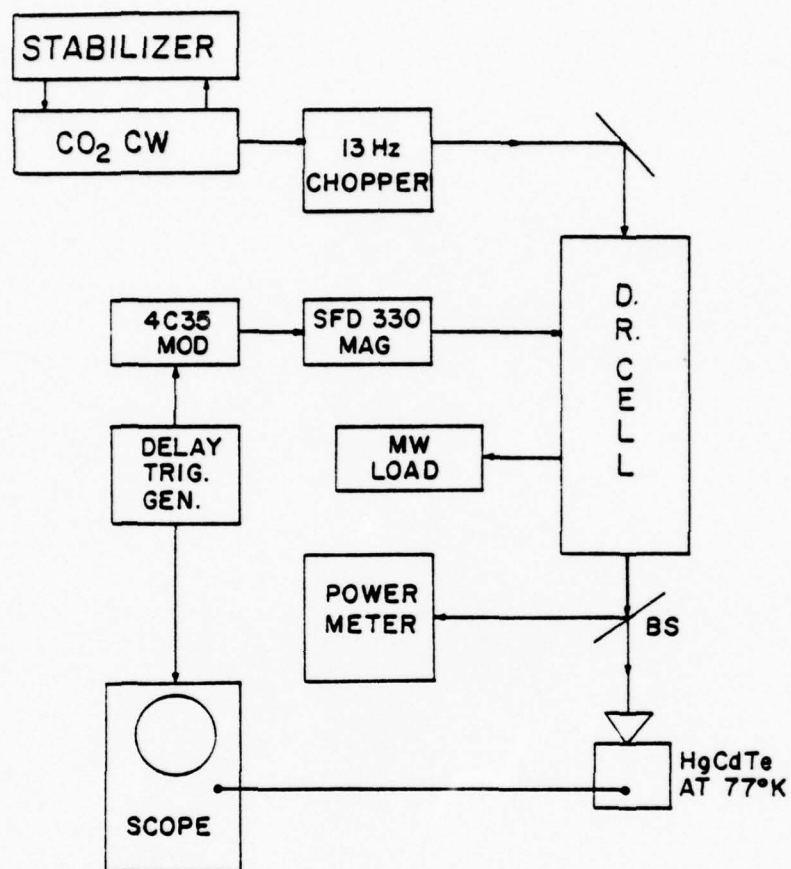 STABILIZER
CO₂ CW
13 Hz
CHOPPER
4C35
MOD
SFD 330
MAG
D.
R.
C
E
L
L
DELAY
TRIG.
GEN.
MW
LOAD
POWER
METER
BS
HgCdTe
AT 77°K
SCOPE